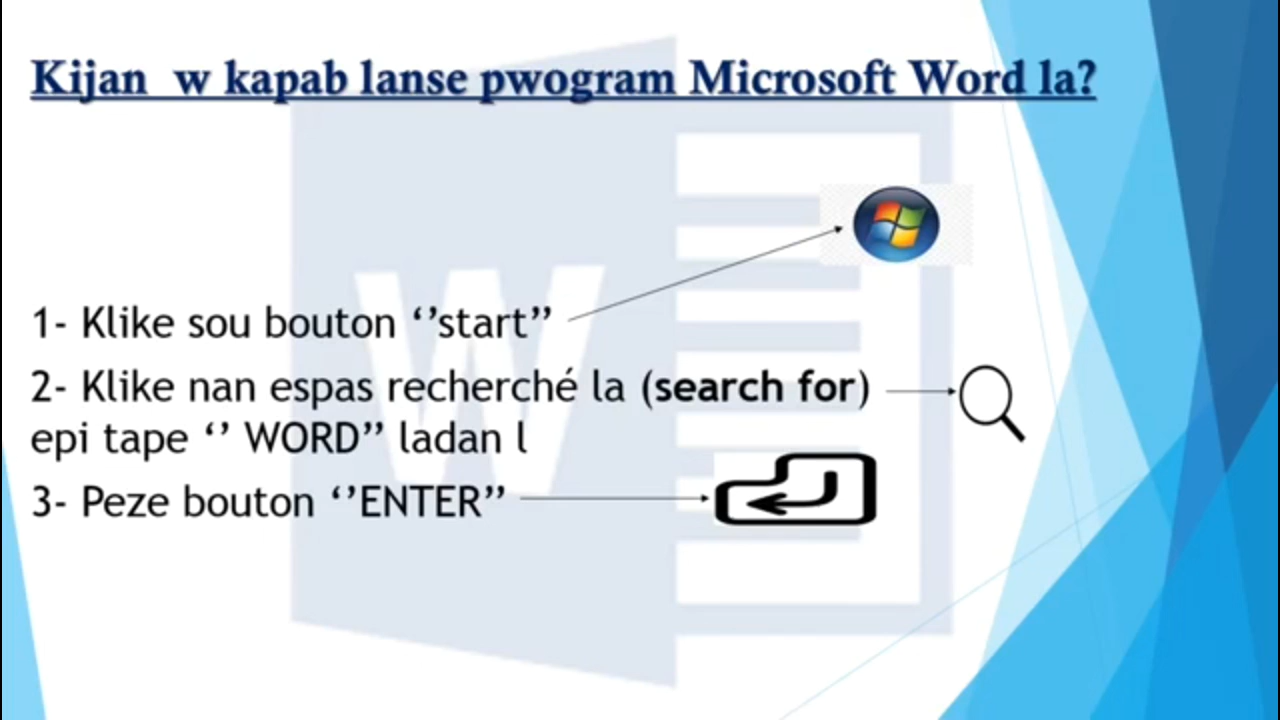 Kijan w kapab lanse pwogram Microsoft Word la?
1- Klike sou bouton ‘’start’’
2- Klike nan espas recherché la (search for)
epi tape ‘’ WORD’’ ladan l
3- Peze bouton ‘’ENTER’’
W